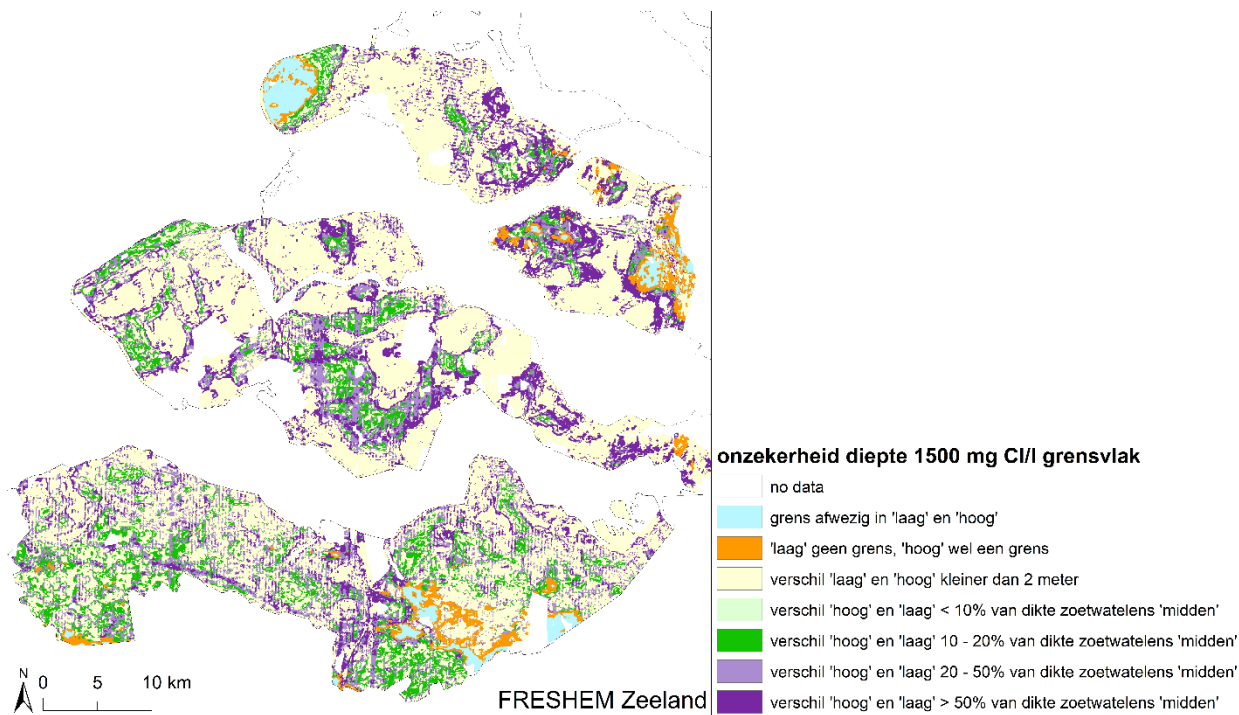 onzekerheid diepte 1500 mg Cl/l grensvlak
no data
grens afwezig in 'laag' en 'hoog'
'laag' geen grens, 'hoog' wel een grens
verschil 'laag' en 'hoog' kleiner dan 2 meter
verschil 'hoog' en 'laag' < 10% van dikte zoetwatelens 'midden'
verschil 'hoog' en 'laag' 10 - 20% van dikte zoetwatelens 'midden'
verschil 'hoog' en 'laag' 20 - 50% van dikte zoetwatelens 'midden'
verschil 'hoog' en 'laag' > 50% van dikte zoetwatelens 'midden'
N
0 5 10 km
FRESHEM Zeeland